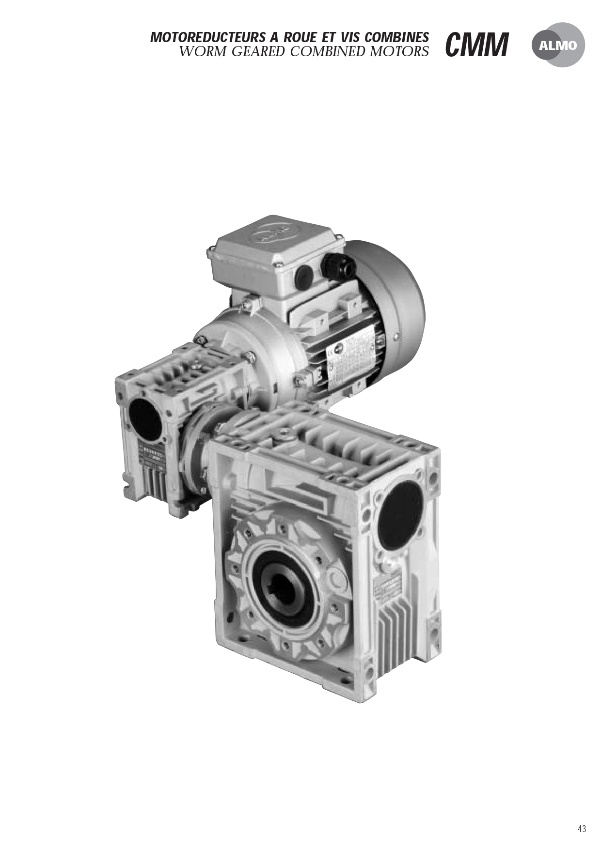 MOTOREDUCTEURS A ROUE ET VIS COMBINES
WORM GEARED COMBINED MOTORS
CMM
ALMO
43